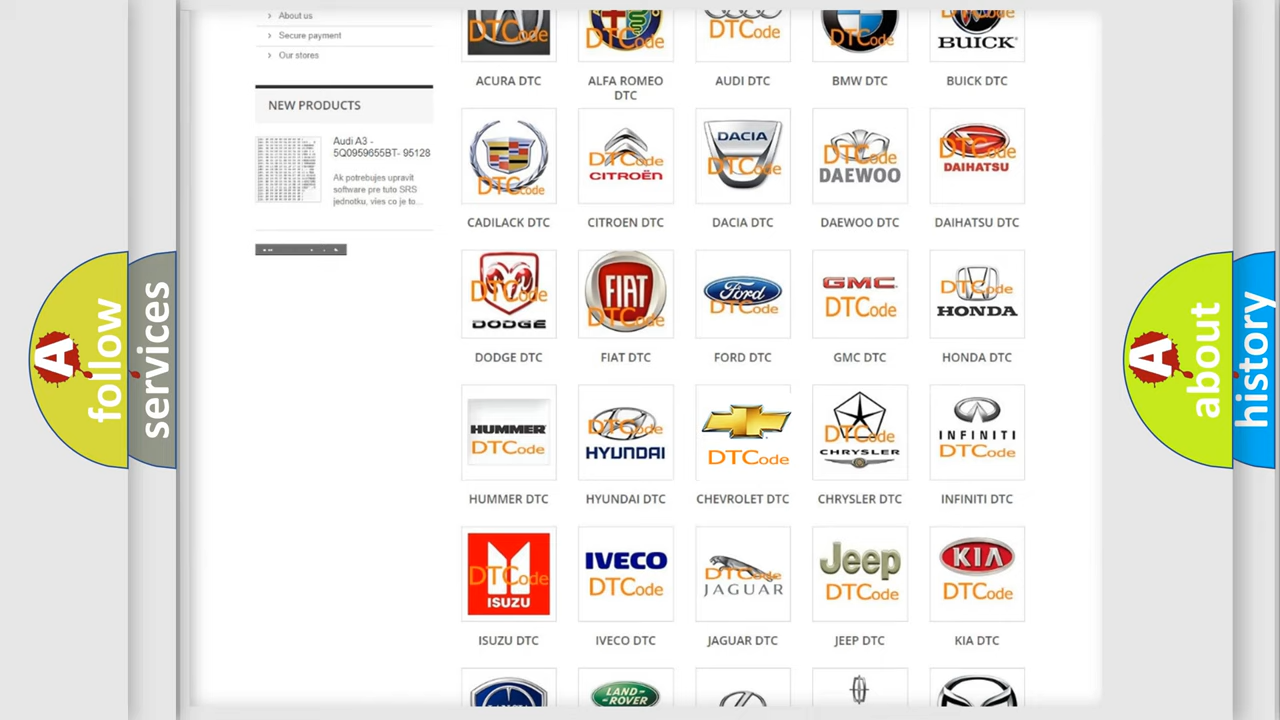 About us
Secure payment
Our stores
NEW PRODUCTS
Audi A3 -
5Q0959655BT- 95128
Ak potrebujes upravit
software pre tuto SRS
jednotku, vies co je to...
follow
services
A
DTCode
DTCode
DTCode
DTCode
BUICK
ACURA DTC
ALFA ROMEO
DTC
AUDI DTC
BMW DTC
BUICK DTC
DTCode
DTCode
CITROËN
DACIA
DTCode
DTCode
DAEWOO
DTCode
DAIHATSU
CADILACK DTC
CITROEN DTC
DACIA DTC
DAEWOO DTC
DAIHATSU DTC
DTCode
DODGE
FIAT
DTCode
Ford
DTCode
GMC
DTCode
DTCode
HONDA
DODGE DTC
FIAT DTC
FORD DTC
GMC DTC
HONDA DTC
HUMMER
DTCode
DTCode
HYUNDAI
DTCode
DTCode
CHRYSLER
INFINITI
DTCode
HUMMER DTC
HYUNDAI DTC
CHEVROLET DTC
CHRYSLER DTC
INFINITI DTC
DTCode
ISUZU
IVECO
DTCode
DTCode
JAGUAR
Jeep
DTCode
KIA
DTCode
ISUZU DTC
IVECO DTC
JAGUAR DTC
JEEP DTC
KIA DTC
LAND-
ROVER
A
about
history